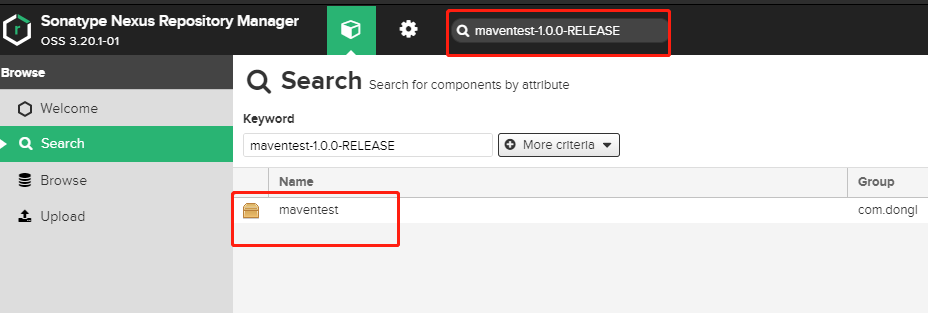 Sonatype Nexus Repository Manager
OSS 3.20.1-01
maventest-1.0.0-RELEASE
Browse
Welcome
Search
Browse
Upload
Search Search for components by attribute
Keyword
maventest-1.0.0-RELEASE More criteria
Name Group
maventest com.dongl